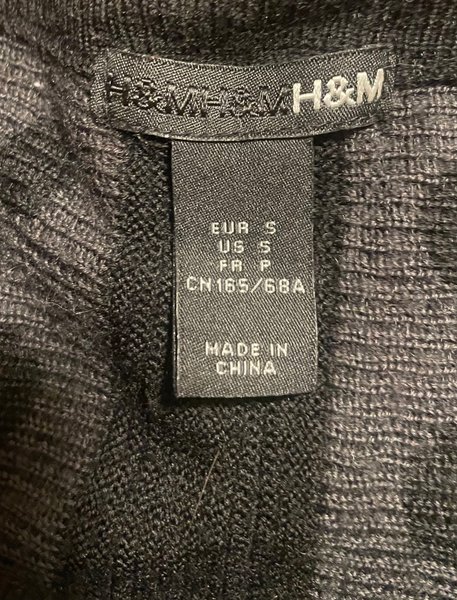 H&MH&MH&M
EUR S
US S
FR P
CN165/68A
MADE IN
CHINA